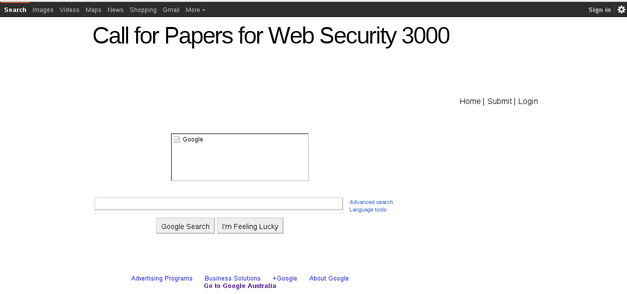 Search Images Videos Maps News Shopping Gmail More Sign in
Call for Papers for Web Security 3000
Home | Submit | Login
Google
Advanced search
Language tools
Google Search I'm Feeling Lucky
Advertising Programs Business Solutions +Google About Google
Go to Google Australia